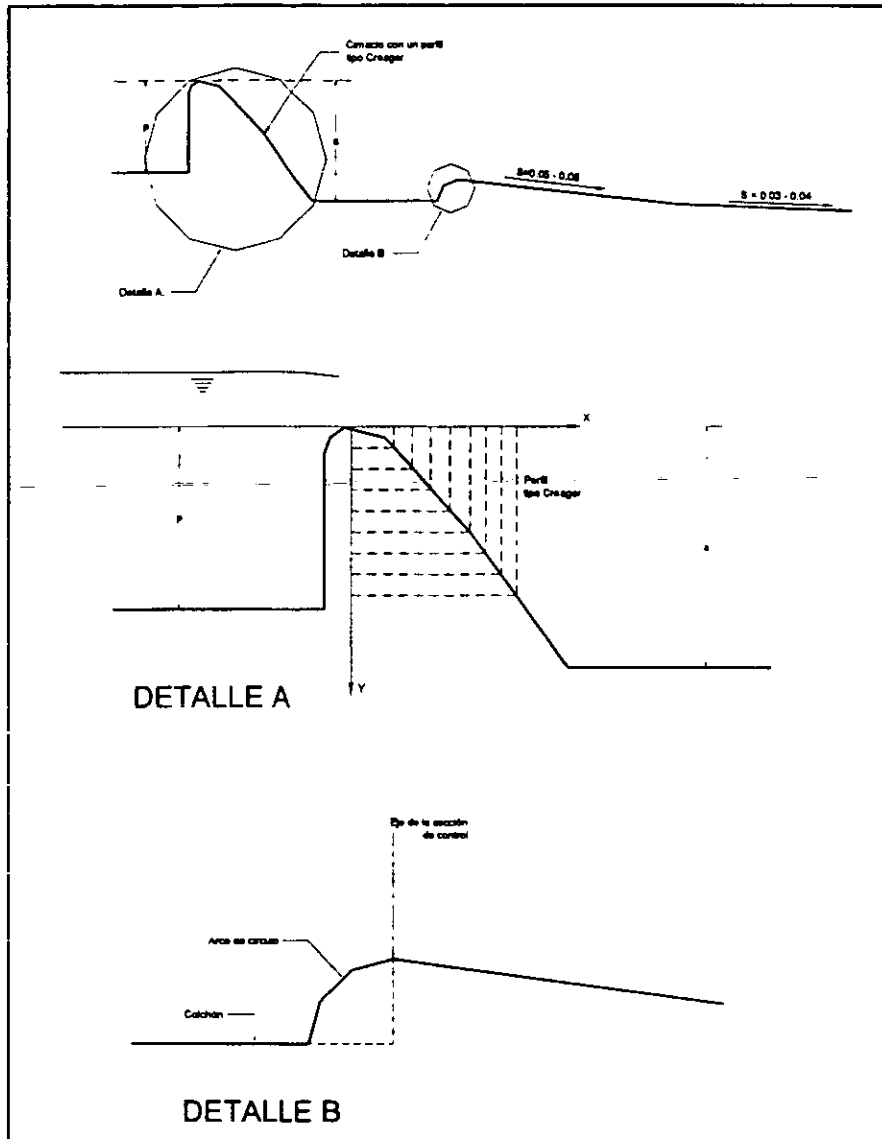 Cimacio con un perfil
tipo Creager
P
a
S=0.05 - 0.08
S = 0.03 - 0.04
Detalle B
Detalle A.
X
Perfil
tipo Creager
P
a
Y
DETALLE A
Eje de la sección
de control
Arco de círculo
Colchón
DETALLE B